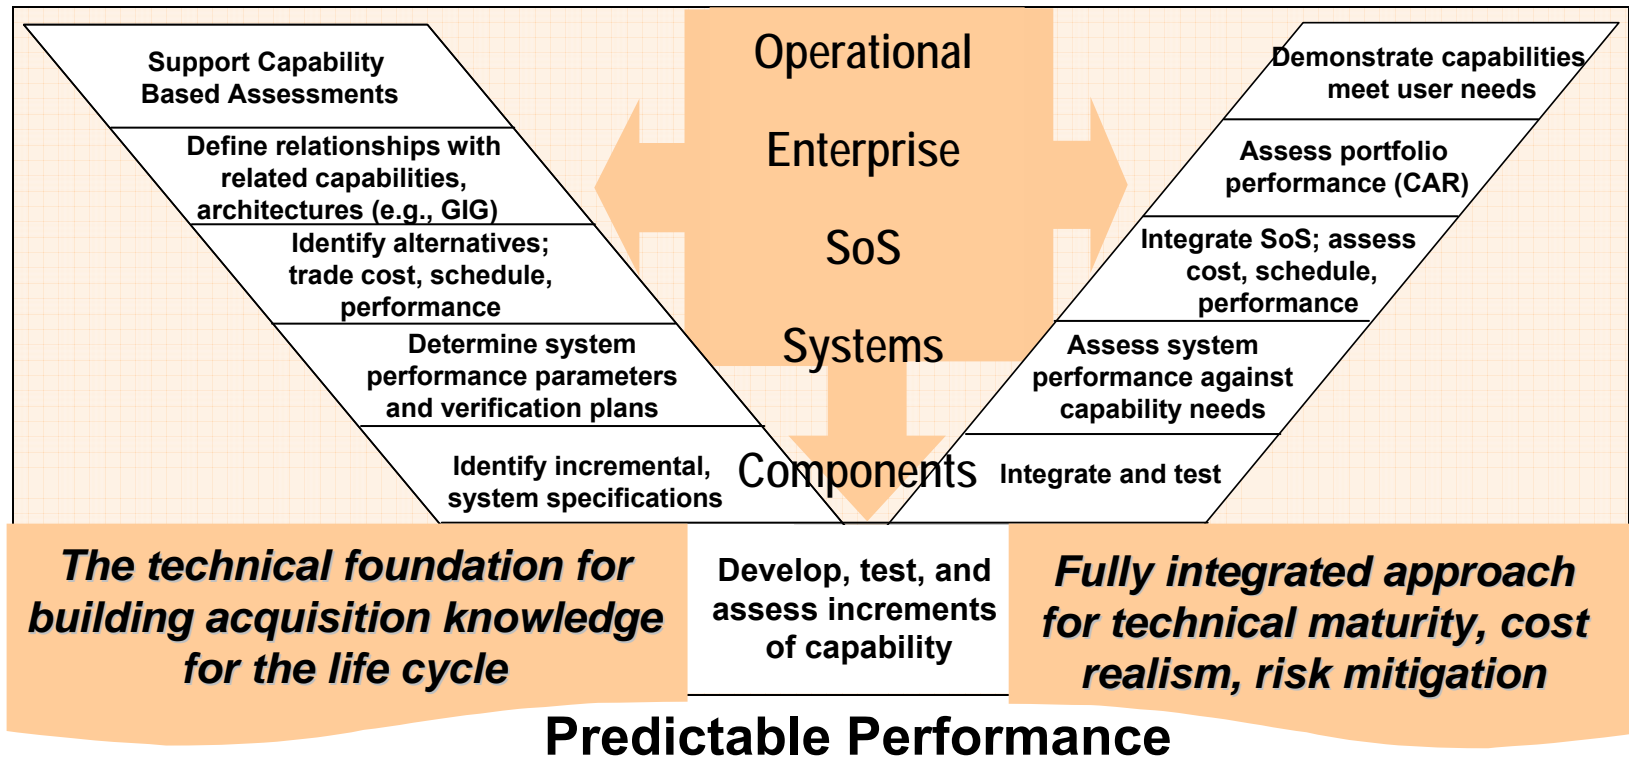 Support Capability
Based Assessments
Define relationships with
related capabilities,
architectures (e.g., GIG)
Identify alternatives;
trade cost, schedule,
performance
Determine system
performance parameters
and verification plans
Identify incremental,
system specifications
Operational
Enterprise
SoS
Systems
Components
Demonstrate capabilities
meet user needs
Assess portfolio
performance (CAR)
Integrate SoS; assess
cost, schedule,
performance
Assess system
performance against
capability needs
Integrate and test
The technical foundation for
building acquisition knowledge
for the life cycle
Develop, test, and
assess increments
of capability
Fully integrated approach
for technical maturity, cost
realism, risk mitigation
Predictable Performance